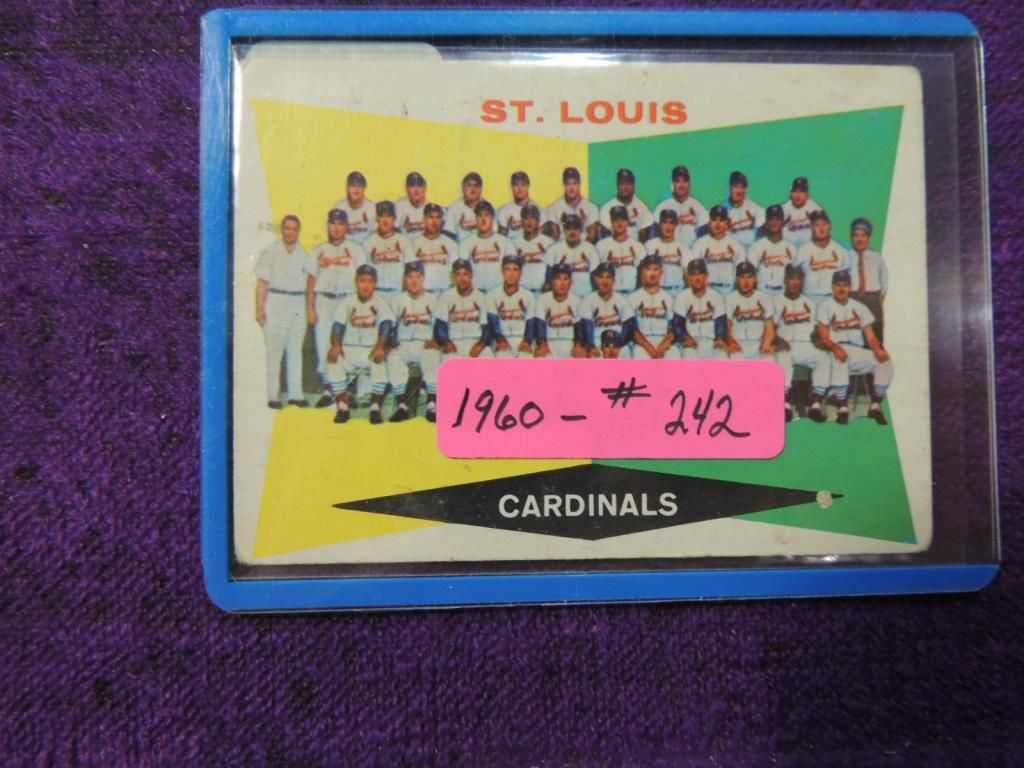 ST. LOUIS
1960 - # 242
CARDINALS